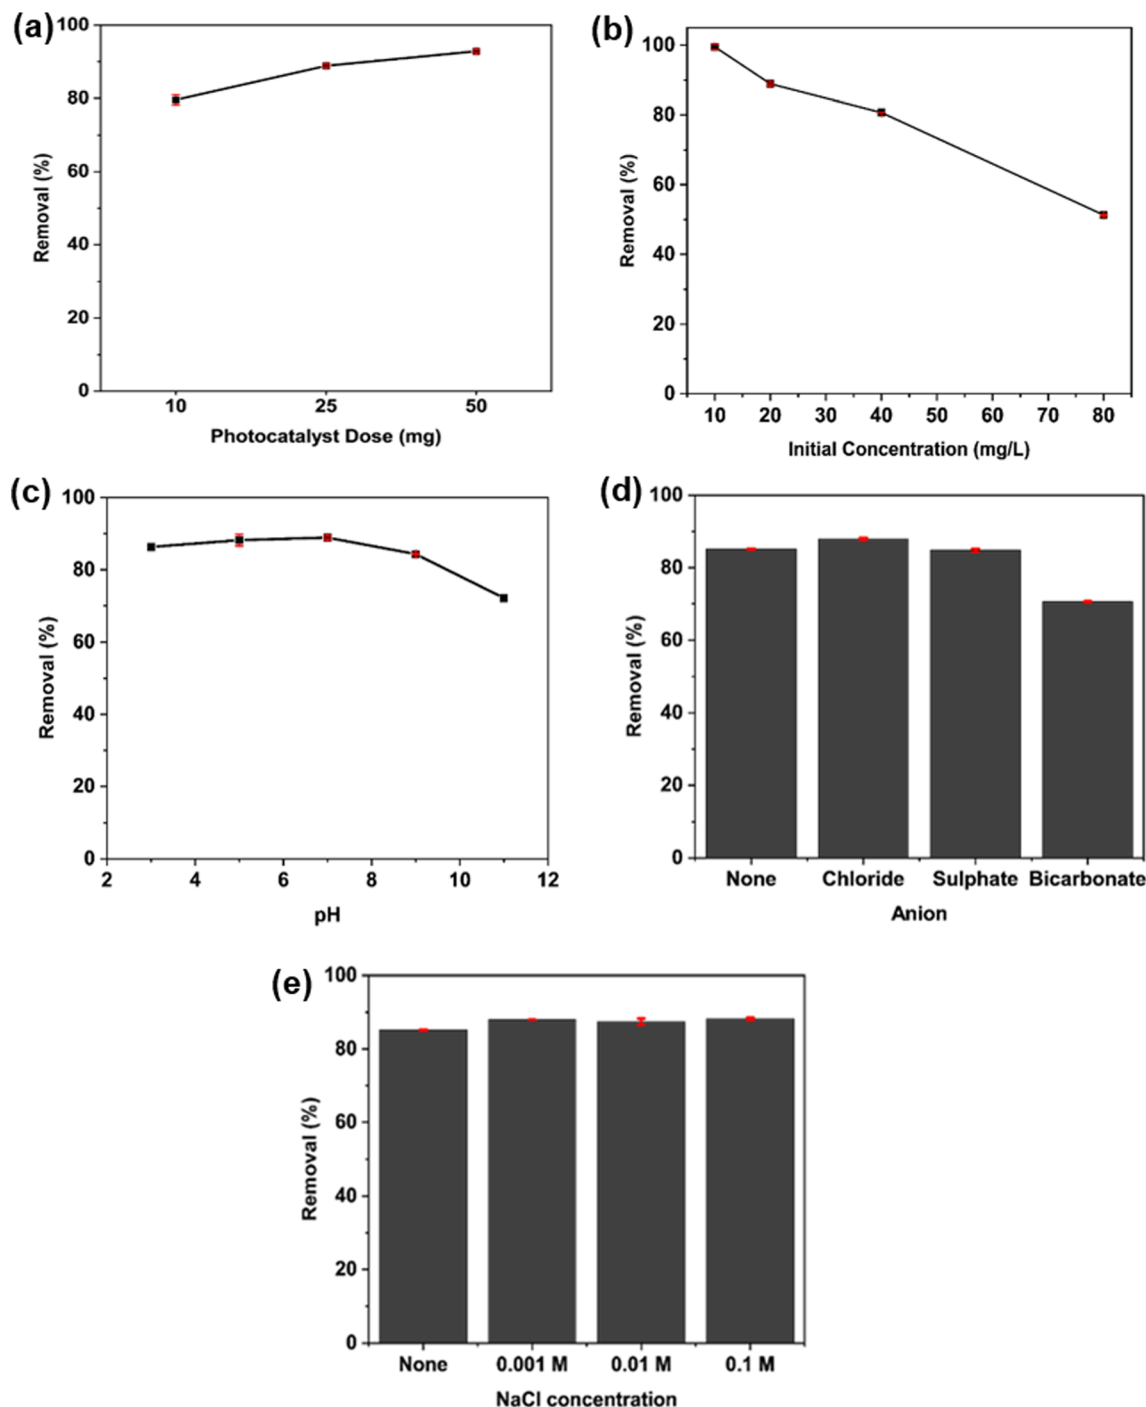 (a)
100
80
60
40
20
0
Removal (%)
10 25 50
Photocatalyst Dose (mg)
(b)
100
80
60
40
20
0
Removal (%)
10 20 30 40 50 60 70 80
Initial Concentration (mg/L)
(c)
100
80
60
40
20
0
Removal (%)
2 4 6 8 10 12
pH
(d)
100
80
60
40
20
0
Removal (%)
None Chloride Sulphate Bicarbonate
Anion
(e)
100
80
60
40
20
0
Removal (%)
None 0.001 M 0.01 M 0.1 M
NaCl concentration